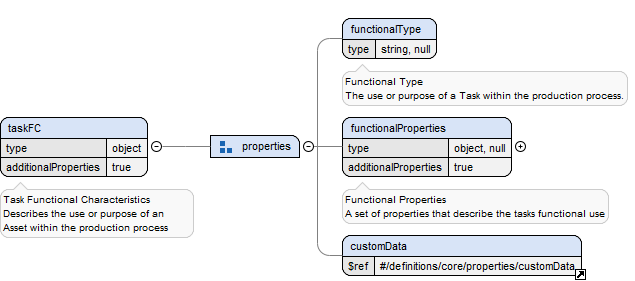 functionalType
type string, null
Functional Type
The use or purpose of a Task within the production process.
taskFC
type object
additionalProperties true
Task Functional Characteristics
Describes the use or purpose of an
Asset within the production process
properties
functionalProperties
type object, null
additionalProperties true
Functional Properties
A set of properties that describe the tasks functional use
customData
$ref #/definitions/core/properties/customData